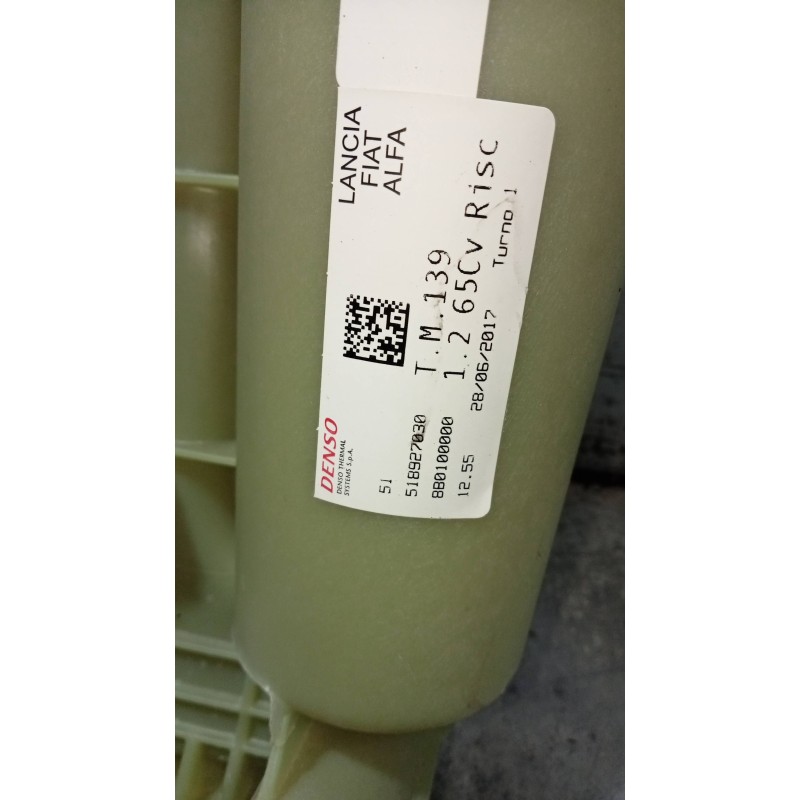 LANCIA
FIAT
ALFA
DENSO
DENSO THERMAL
SYSTEMS S.p.A.
51
518927030 T.M.139
8B0100000 1.2 65Cv Risc
12.55 28/06/2017 Turno:1